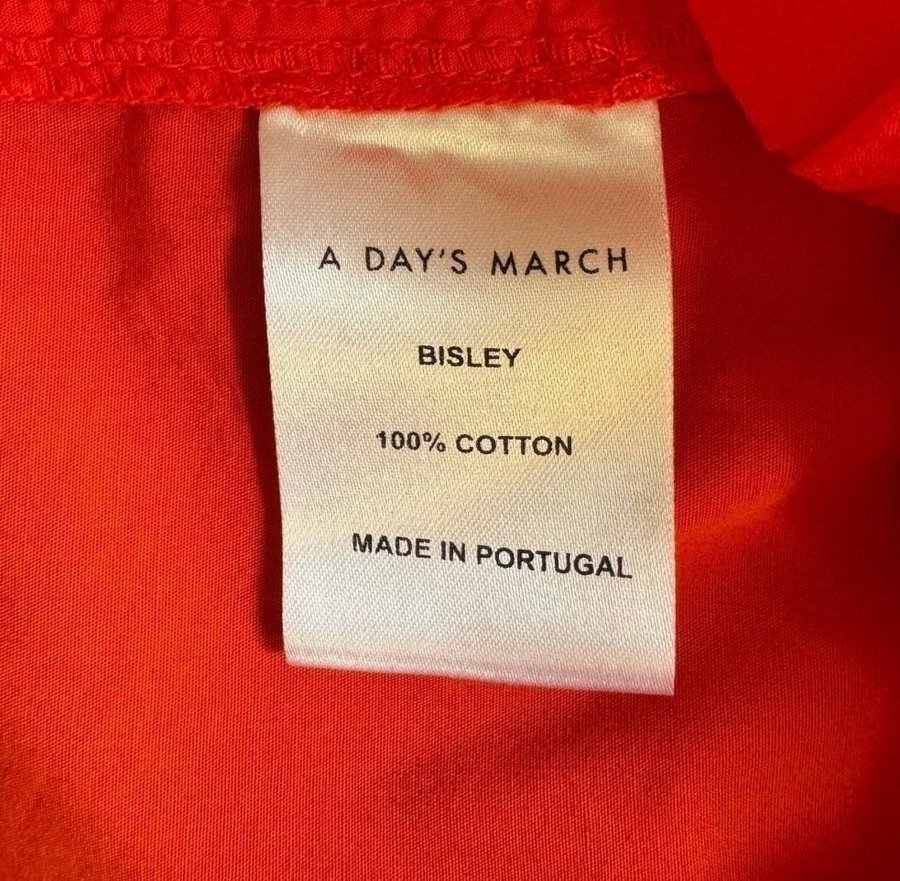 A DAY'S MARCH
BISLEY
100% COTTON
MADE IN PORTUGAL